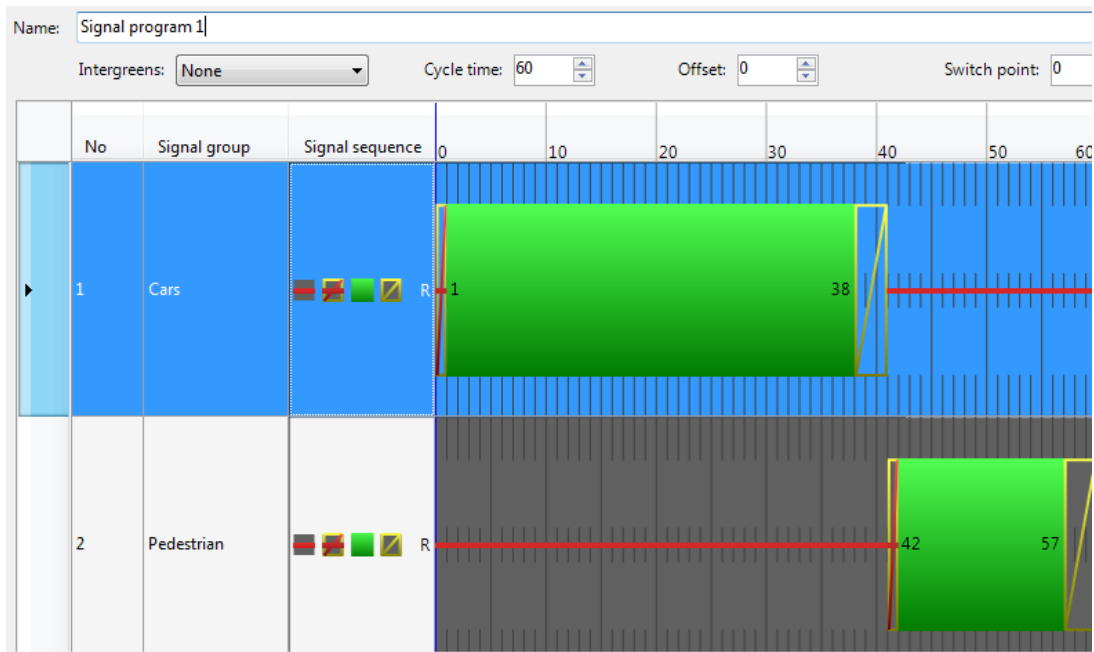 Name: Signal program 1
Intergreens: None Cycle time: 60 Offset: 0 Switch point: 0
No Signal group Signal sequence 0 10 20 30 40 50 60
1 Cars R 1 38
2 Pedestrian R 42 57